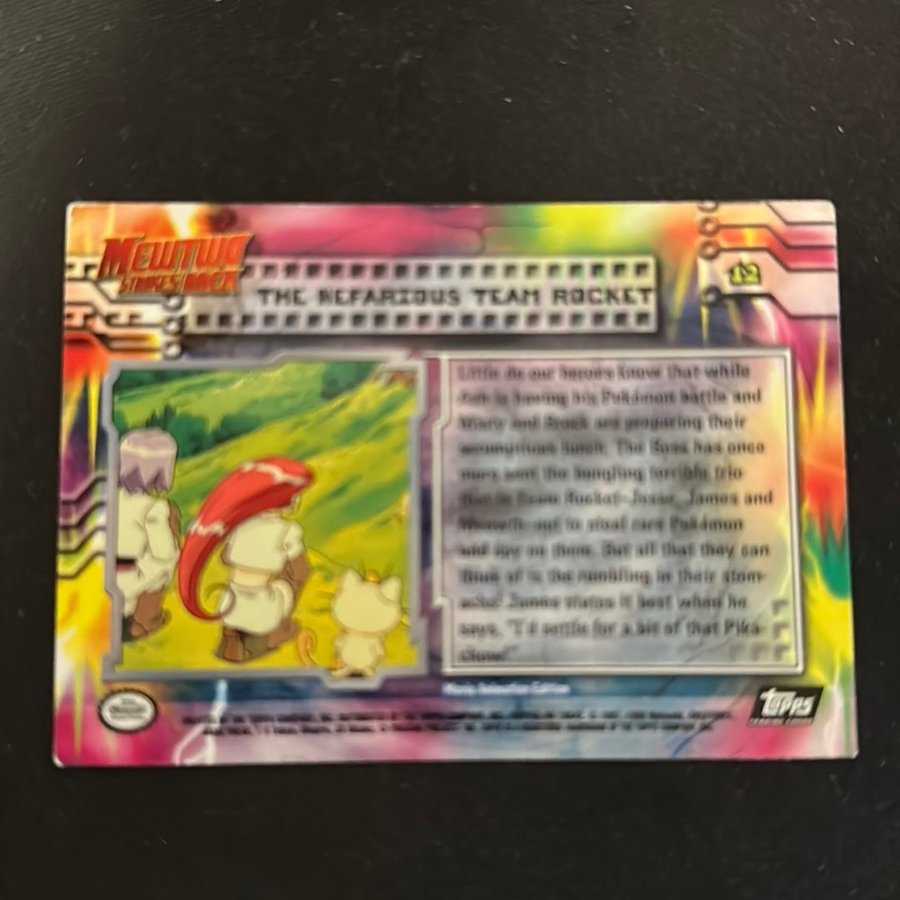 MEWTWO
STRIKES BACK
THE NEFARIOUS TEAM ROCKET
12
Little do our heroes know that while
Ash is having his Pokémon battle and
Misty and Brock are preparing their
scrumptious lunch, The Boss has once
more sent the bungling terrible trio
that is Team Rocket–Jesse, James and
Meowth–out to steal rare Pokémon
and spy on them. But all that they can
think of is the rumbling in their stom-
achs! James states it best when he
says, "I'd settle for a bit of that Pika-
Chow!"
Movie Animation Edition
Topps